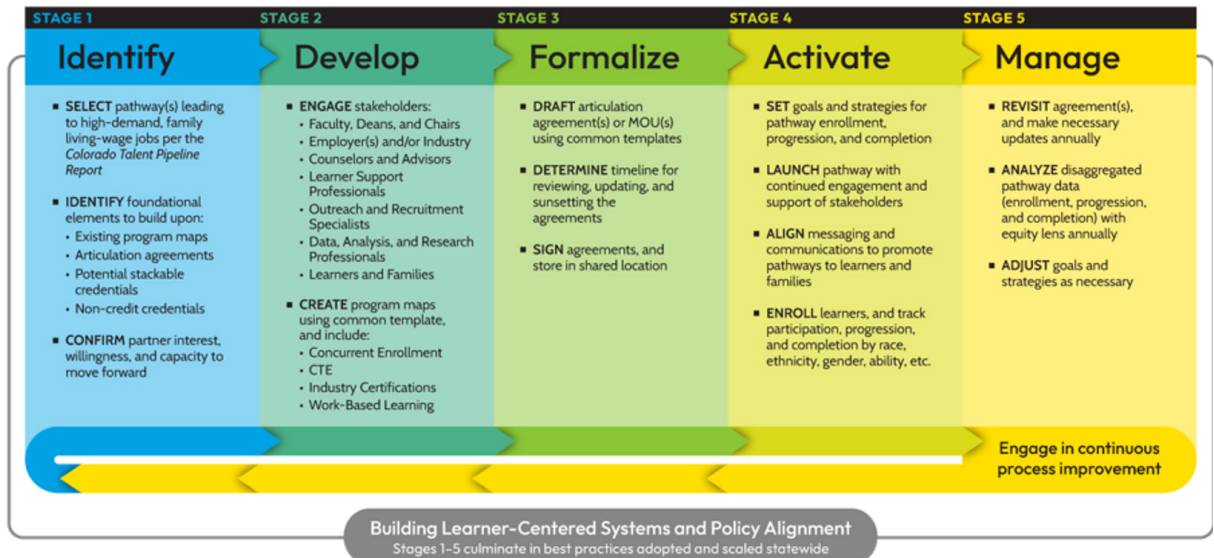 STAGE 1
Identify
▪ SELECT pathway(s) leading
to high-demand, family
living-wage jobs per the
Colorado Talent Pipeline
Report
▪ IDENTIFY foundational
elements to build upon:
• Existing program maps
• Articulation agreements
• Potential stackable
credentials
• Non-credit credentials
▪ CONFIRM partner interest,
willingness, and capacity to
move forward
STAGE 2
Develop
▪ ENGAGE stakeholders:
• Faculty, Deans, and Chairs
• Employer(s) and/or Industry
• Counselors and Advisors
• Learner Support
Professionals
• Outreach and Recruitment
Specialists
• Data, Analysis, and Research
Professionals
• Learners and Families
▪ CREATE program maps
using common template,
and include:
• Concurrent Enrollment
• CTE
• Industry Certifications
• Work-Based Learning
STAGE 3
Formalize
▪ DRAFT articulation
agreement(s) or MOU(s)
using common templates
▪ DETERMINE timeline for
reviewing, updating, and
sunsetting the
agreements
▪ SIGN agreements, and
store in shared location
STAGE 4
Activate
▪ SET goals and strategies for
pathway enrollment,
progression, and completion
▪ LAUNCH pathway with
continued engagement and
support of stakeholders
▪ ALIGN messaging and
communications to promote
pathways to learners and
families
▪ ENROLL learners, and track
participation, progression,
and completion by race,
ethnicity, gender, ability, etc.
STAGE 5
Manage
▪ REVISIT agreement(s),
and make necessary
updates annually
▪ ANALYZE disaggregated
pathway data
(enrollment, progression,
and completion) with
equity lens annually
▪ ADJUST goals and
strategies as necessary
Engage in continuous
process improvement
Building Learner-Centered Systems and Policy Alignment
Stages 1–5 culminate in best practices adopted and scaled statewide